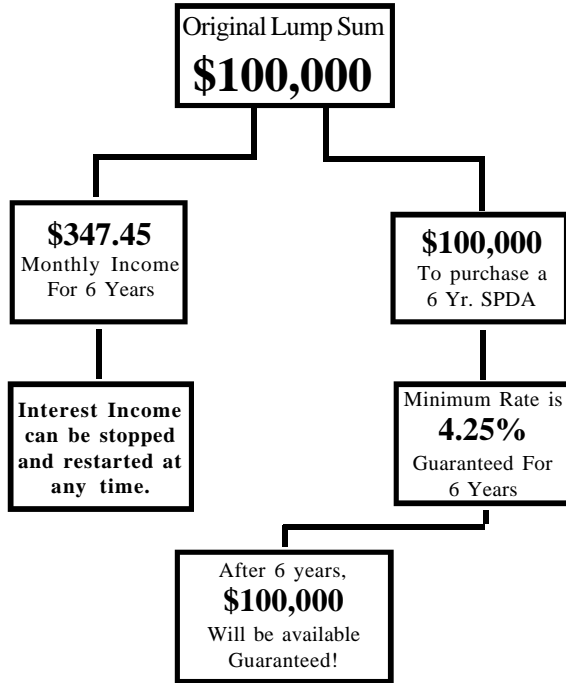 Original Lump Sum
$100,000
$347.45
Monthly Income
For 6 Years
$100,000
To purchase a
6 Yr. SPDA
Interest Income
can be stopped
and restarted at
any time.
Minimum Rate is
4.25%
Guaranteed For
6 Years
After 6 years,
$100,000
Will be available
Guaranteed!